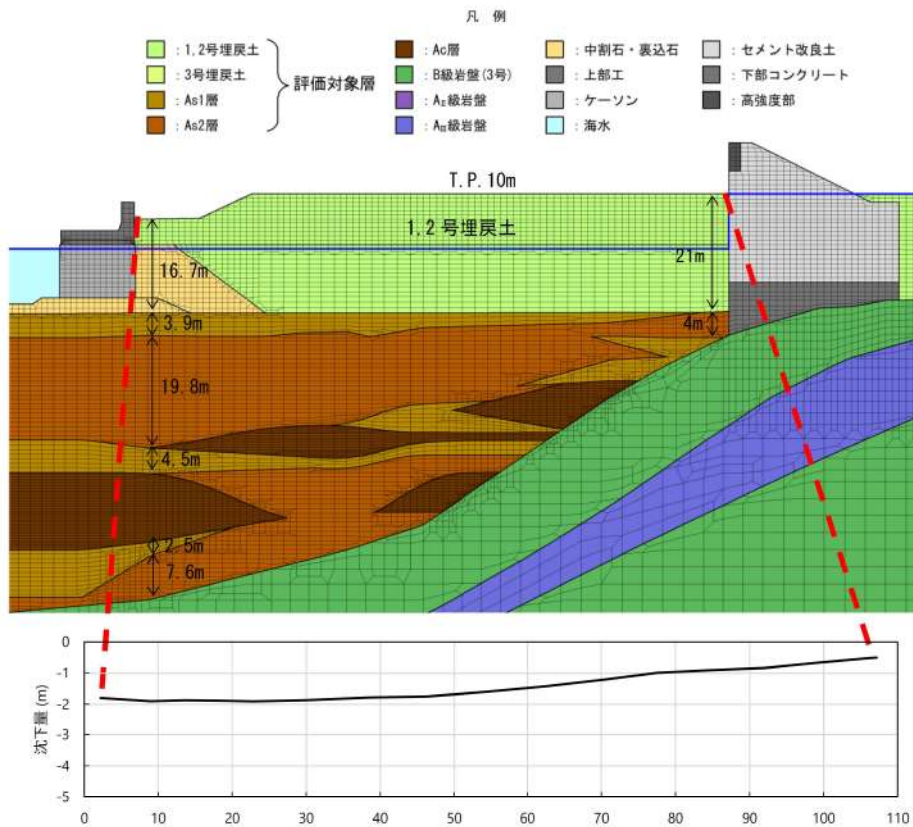 凡 例
: 1,2号埋戻土
: 3号埋戻土
: As1層
: As2層
評価対象層
: Ac層
: B級岩盤(3号)
: AⅡ級岩盤
: AⅢ級岩盤
: 中割石・裏込石
: 上部工
: ケーソン
: 海水
: セメント改良土
: 下部コンクリート
: 高強度部
T.P.10m
1,2号埋戻土
16.7m
21m
3.9m
4m
19.8m
4.5m
2.5m
7.6m
沈下量(m)
0
-1
-2
-3
-4
-5
0 10 20 30 40 50 60 70 80 90 100 110